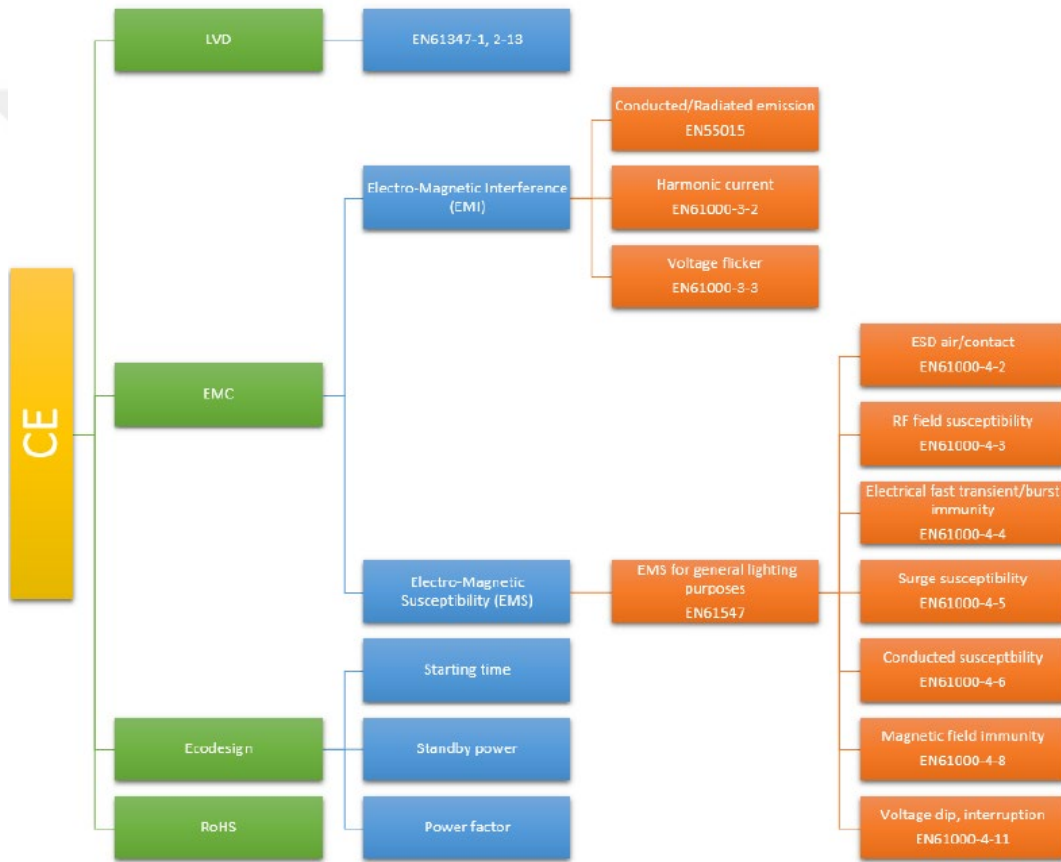 CE
LVD
EN61347-1, 2-13
EMC
Electro-Magnetic Interference
(EMI)
Conducted/Radiated emission
EN55015
Harmonic current
EN61000-3-2
Voltage flicker
EN61000-3-3
Electro-Magnetic
Susceptibility (EMS)
EMS for general lighting
purposes
EN61547
ESD air/contact
EN61000-4-2
RF field susceptibility
EN61000-4-3
Electrical fast transient/burst
immunity
EN61000-4-4
Surge susceptibility
EN61000-4-5
Conducted susceptbility
EN61000-4-6
Magnetic field immunity
EN61000-4-8
Voltage dip, interruption
EN61000-4-11
Ecodesign
Starting time
Standby power
Power factor
RoHS